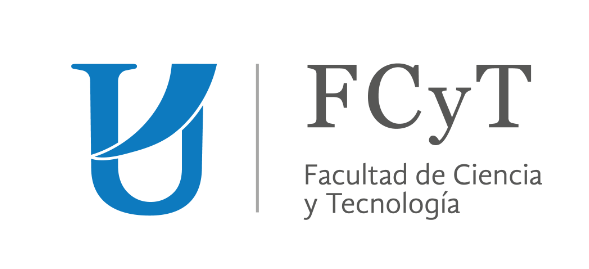 U
FCyT
Facultad de Ciencia
y Tecnología